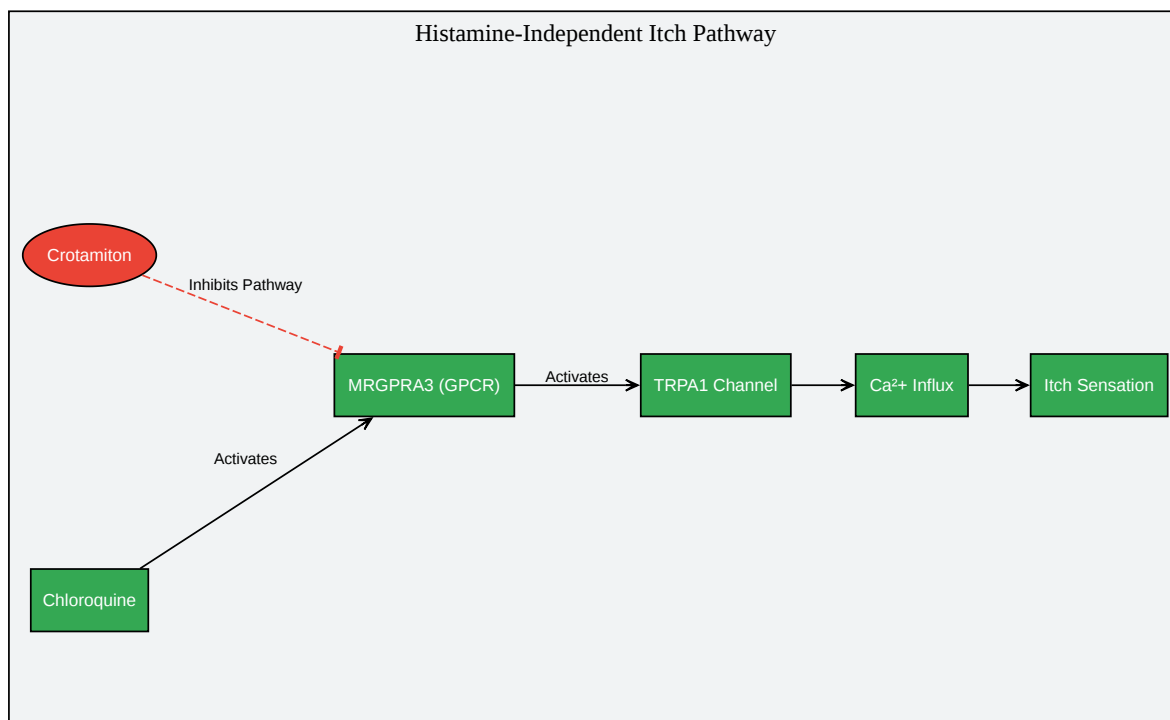 Histamine-Independent Itch Pathway
Crotamiton
Inhibits Pathway
MRGPRA3 (GPCR)
Activates
TRPA1 Channel
Ca²+ Influx
Itch Sensation
Activates
Chloroquine